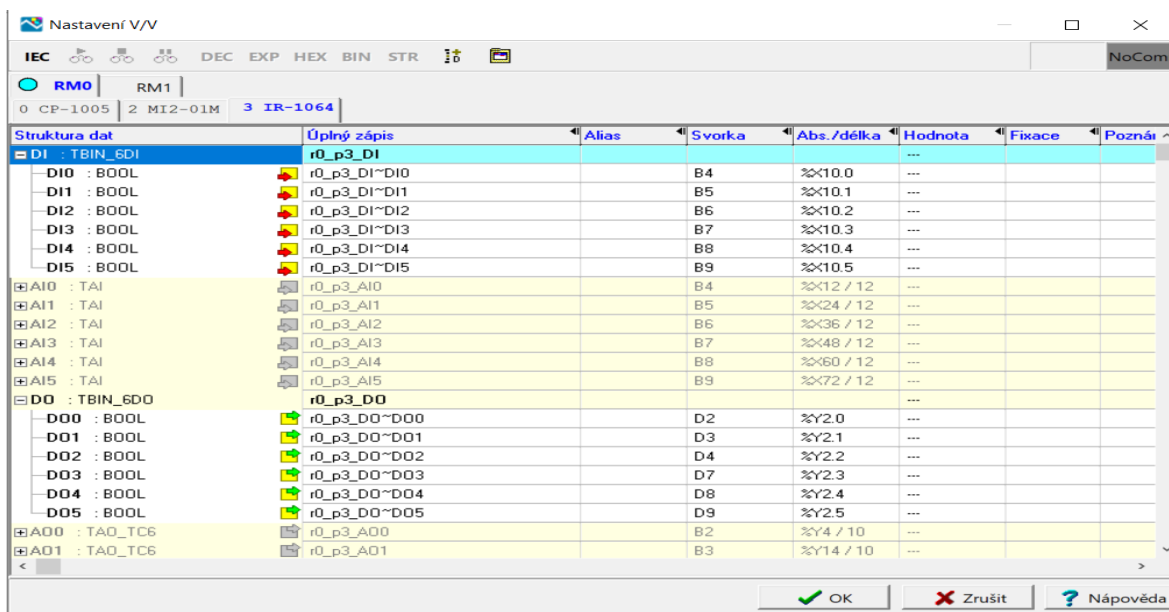 Nastavení V/V
IEC DEC EXP HEX BIN STR NoCom
RM0 RM1
0 CP-1005 2 MI2-01M 3 IR-1064
Struktura dat Úplný zápis Alias Svorka Abs./délka Hodnota Fixace Poznám
DI : TBIN_6DI r0_p3_DI ---
DI0 : BOOL r0_p3_DI~DI0 B4 %X10.0 ---
DI1 : BOOL r0_p3_DI~DI1 B5 %X10.1 ---
DI2 : BOOL r0_p3_DI~DI2 B6 %X10.2 ---
DI3 : BOOL r0_p3_DI~DI3 B7 %X10.3 ---
DI4 : BOOL r0_p3_DI~DI4 B8 %X10.4 ---
DI5 : BOOL r0_p3_DI~DI5 B9 %X10.5 ---
AI0 : TAI r0_p3_AI0 B4 %X12 / 12 ---
AI1 : TAI r0_p3_AI1 B5 %X24 / 12 ---
AI2 : TAI r0_p3_AI2 B6 %X36 / 12 ---
AI3 : TAI r0_p3_AI3 B7 %X48 / 12 ---
AI4 : TAI r0_p3_AI4 B8 %X60 / 12 ---
AI5 : TAI r0_p3_AI5 B9 %X72 / 12 ---
DO : TBIN_6DO r0_p3_DO ---
DO0 : BOOL r0_p3_DO~DO0 D2 %Y2.0 ---
DO1 : BOOL r0_p3_DO~DO1 D3 %Y2.1 ---
DO2 : BOOL r0_p3_DO~DO2 D4 %Y2.2 ---
DO3 : BOOL r0_p3_DO~DO3 D7 %Y2.3 ---
DO4 : BOOL r0_p3_DO~DO4 D8 %Y2.4 ---
DO5 : BOOL r0_p3_DO~DO5 D9 %Y2.5 ---
AO0 : TAO_TC6 r0_p3_AO0 B2 %Y4 / 10 ---
AO1 : TAO_TC6 r0_p3_AO1 B3 %Y14 / 10 ---
OK Zrušit Nápověda